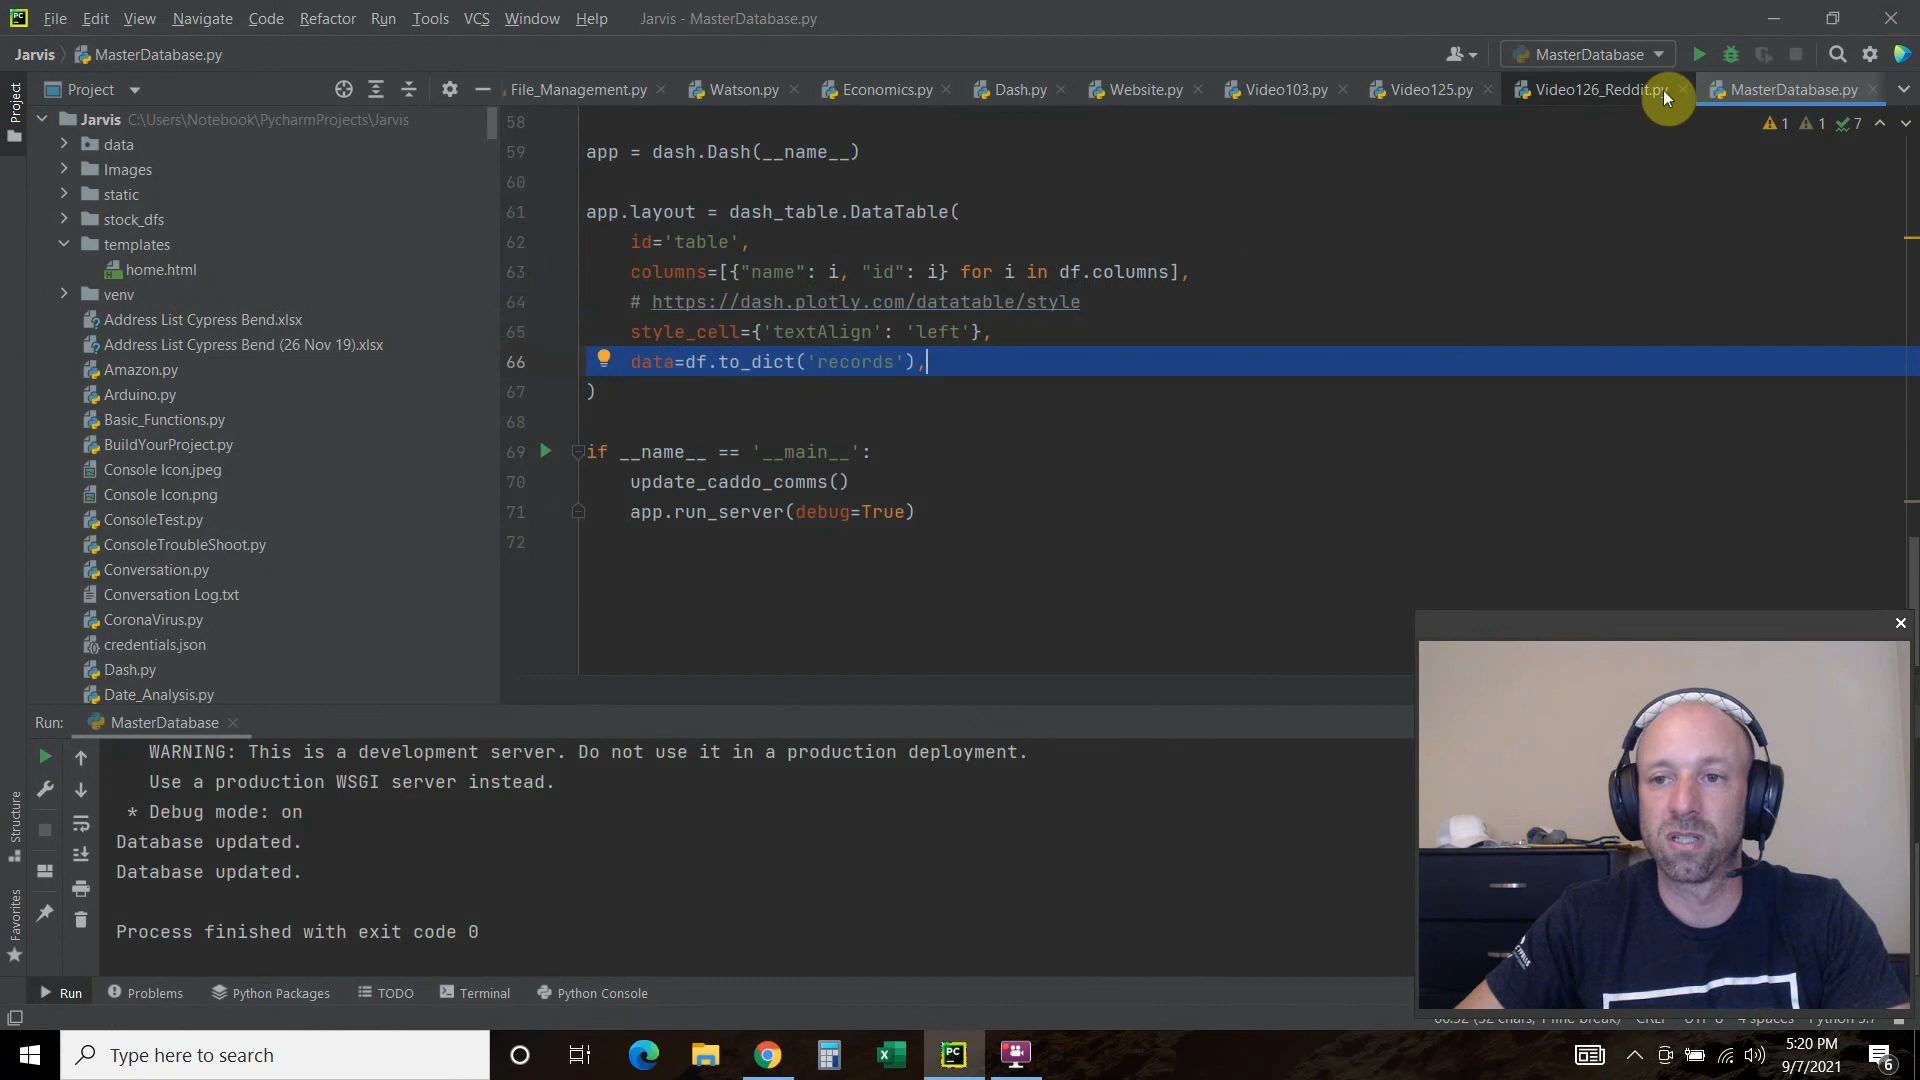 PC File Edit View Navigate Code Refactor Run Tools VCS Window Help Jarvis - MasterDatabase.py
Jarvis MasterDatabase.py MasterDatabase
Project File_Management.py Watson.py Economics.py Dash.py Website.py Video103.py Video125.py Video126_Reddit.py MasterDatabase.py
1 1 7
Project
Jarvis C:\Users\Notebook\PycharmProjects\Jarvis
data
Images
static
stock_dfs
templates
home.html
venv
Address List Cypress Bend.xlsx
Address List Cypress Bend (26 Nov 19).xlsx
Amazon.py
Arduino.py
Basic_Functions.py
BuildYourProject.py
Console Icon.jpeg
Console Icon.png
ConsoleTest.py
ConsoleTroubleShoot.py
Conversation.py
Conversation Log.txt
CoronaVirus.py
credentials.json
Dash.py
Date_Analysis.py
58
59 app = dash.Dash(__name__)
60
61 app.layout = dash_table.DataTable(
62 id='table',
63 columns=[{"name": i, "id": i} for i in df.columns],
64 # https://dash.plotly.com/datatable/style
65 style_cell={'textAlign': 'left'},
66 data=df.to_dict('records'),
67 )
68
69 if __name__ == '__main__':
70 update_caddo_comms()
71 app.run_server(debug=True)
72
Run: MasterDatabase
WARNING: This is a development server. Do not use it in a production deployment.
Use a production WSGI server instead.
* Debug mode: on
Database updated.
Database updated.
Process finished with exit code 0
Structure
Favorites
Run Problems Python Packages TODO Terminal Python Console
Type here to search
PC
5:20 PM
9/7/2021
6